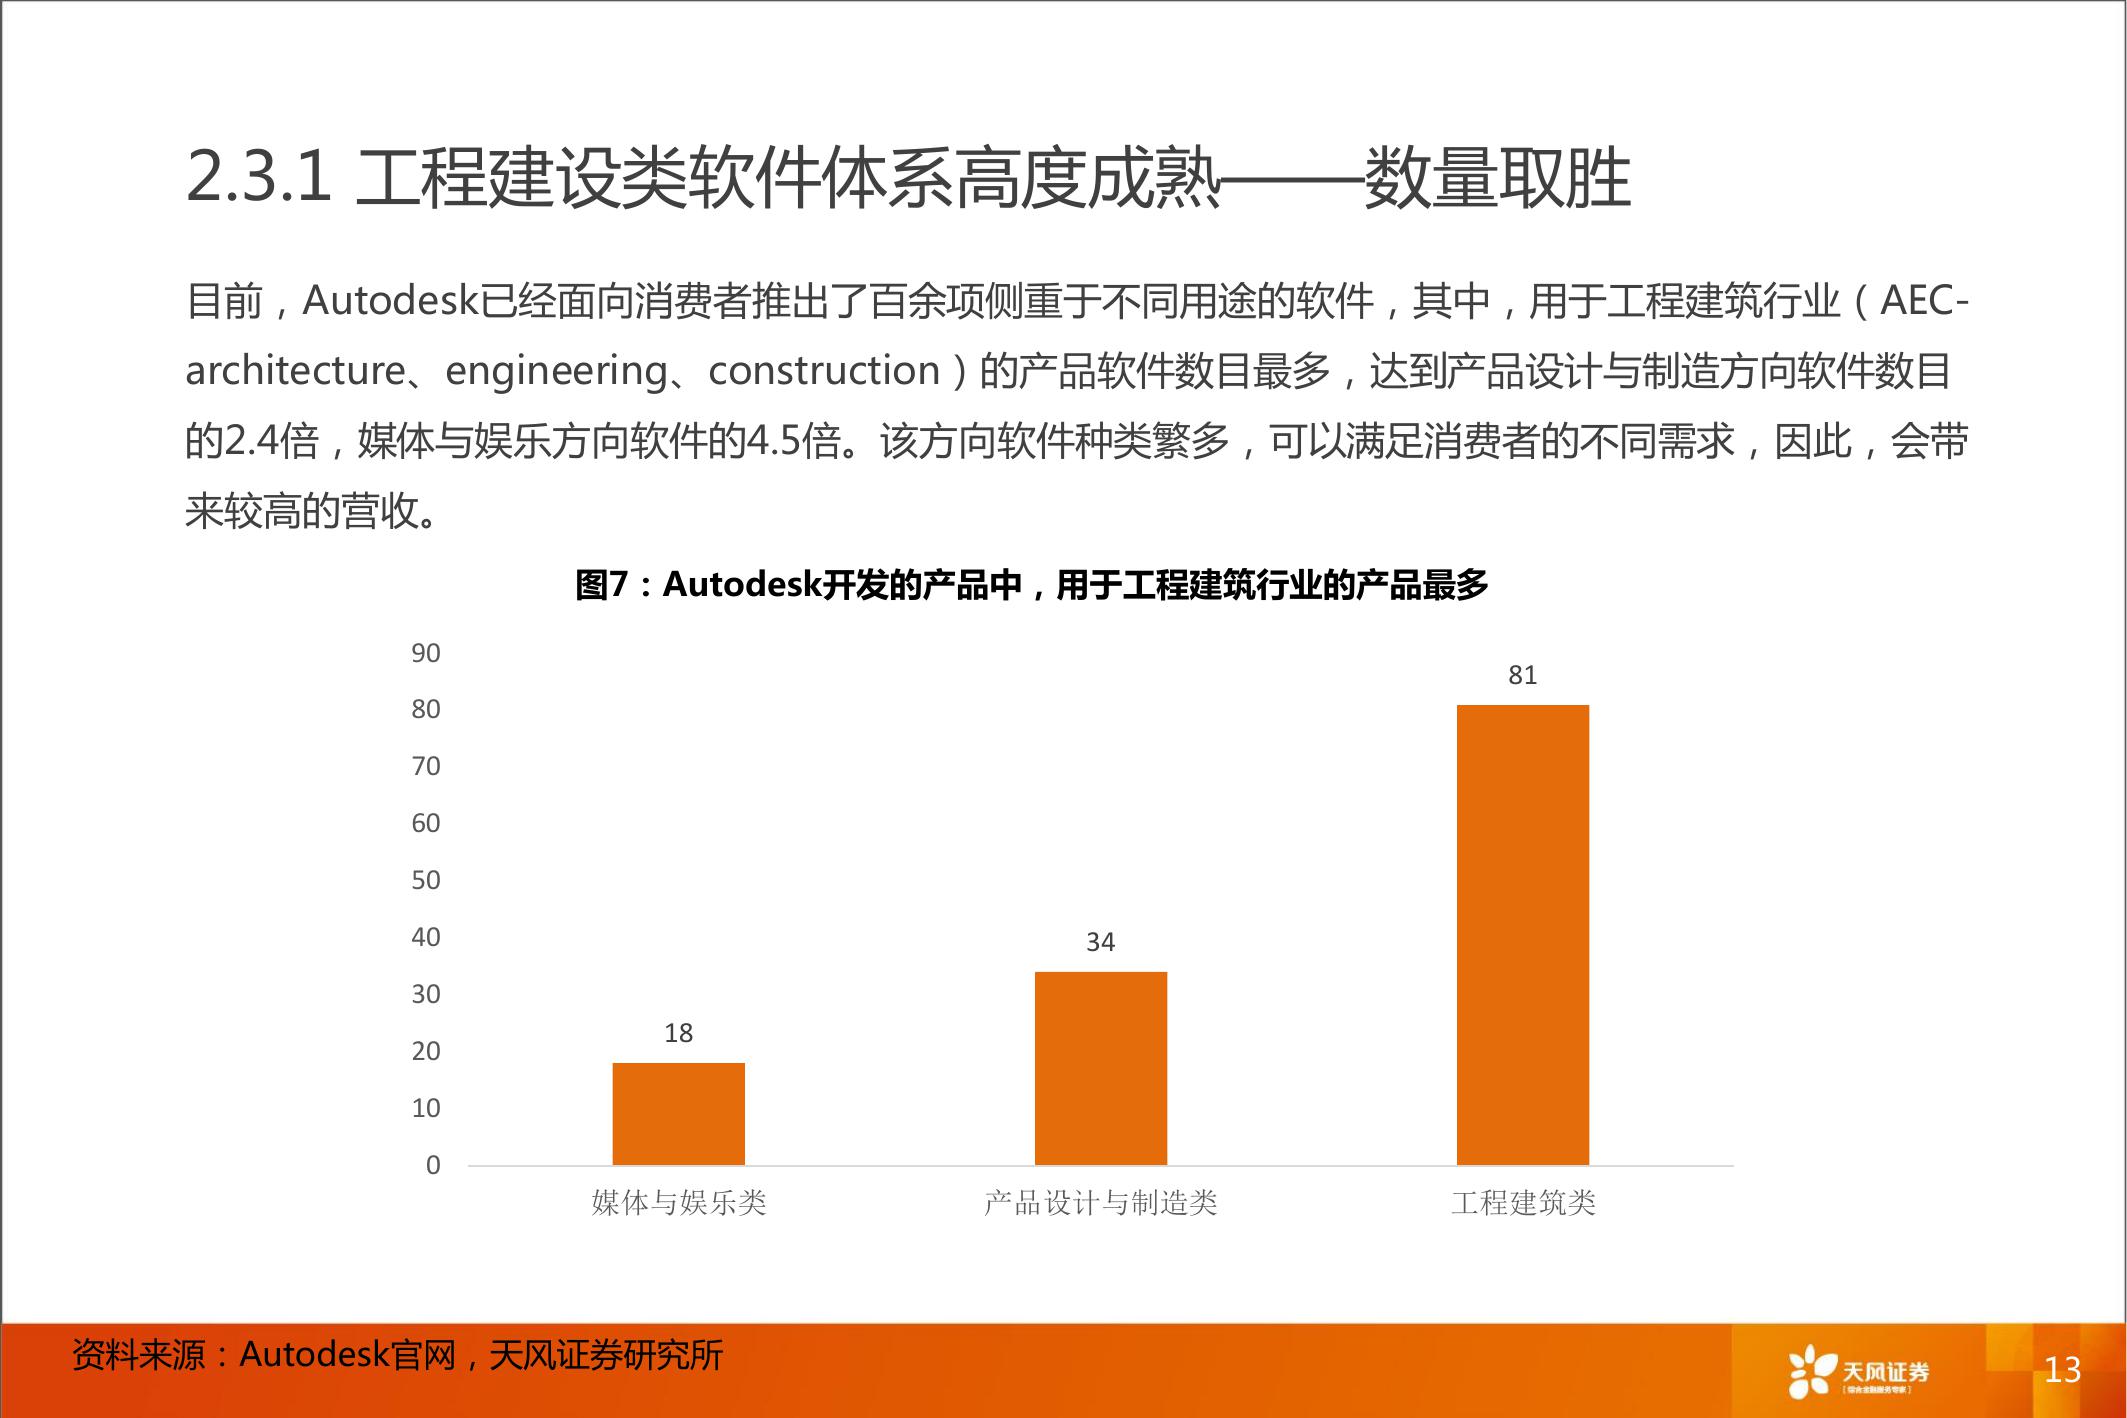 2.3.1 工程建设类软件体系高度成熟——数量取胜
目前，Autodesk已经面向消费者推出了百余项侧重于不同用途的软件，其中，用于工程建筑行业（AEC-
architecture、engineering、construction）的产品软件数目最多，达到产品设计与制造方向软件数目
的2.4倍，媒体与娱乐方向软件的4.5倍。该方向软件种类繁多，可以满足消费者的不同需求，因此，会带
来较高的营收。
图7：Autodesk开发的产品中，用于工程建筑行业的产品最多
90
80
70
60
50
40
30
20
10
0
18
34
81
媒体与娱乐类
产品设计与制造类
工程建筑类
资料来源：Autodesk官网，天风证券研究所
天风证券
[综合金融服务专家]
13